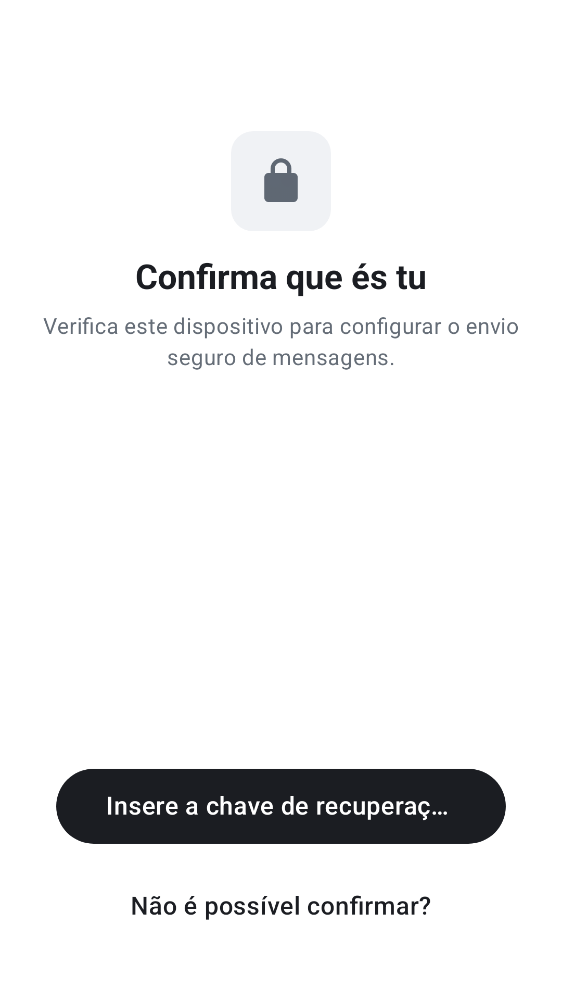 Confirma que és tu
Verifica este dispositivo para configurar o envio
seguro de mensagens.
Insere a chave de recuperaç…
Não é possível confirmar?